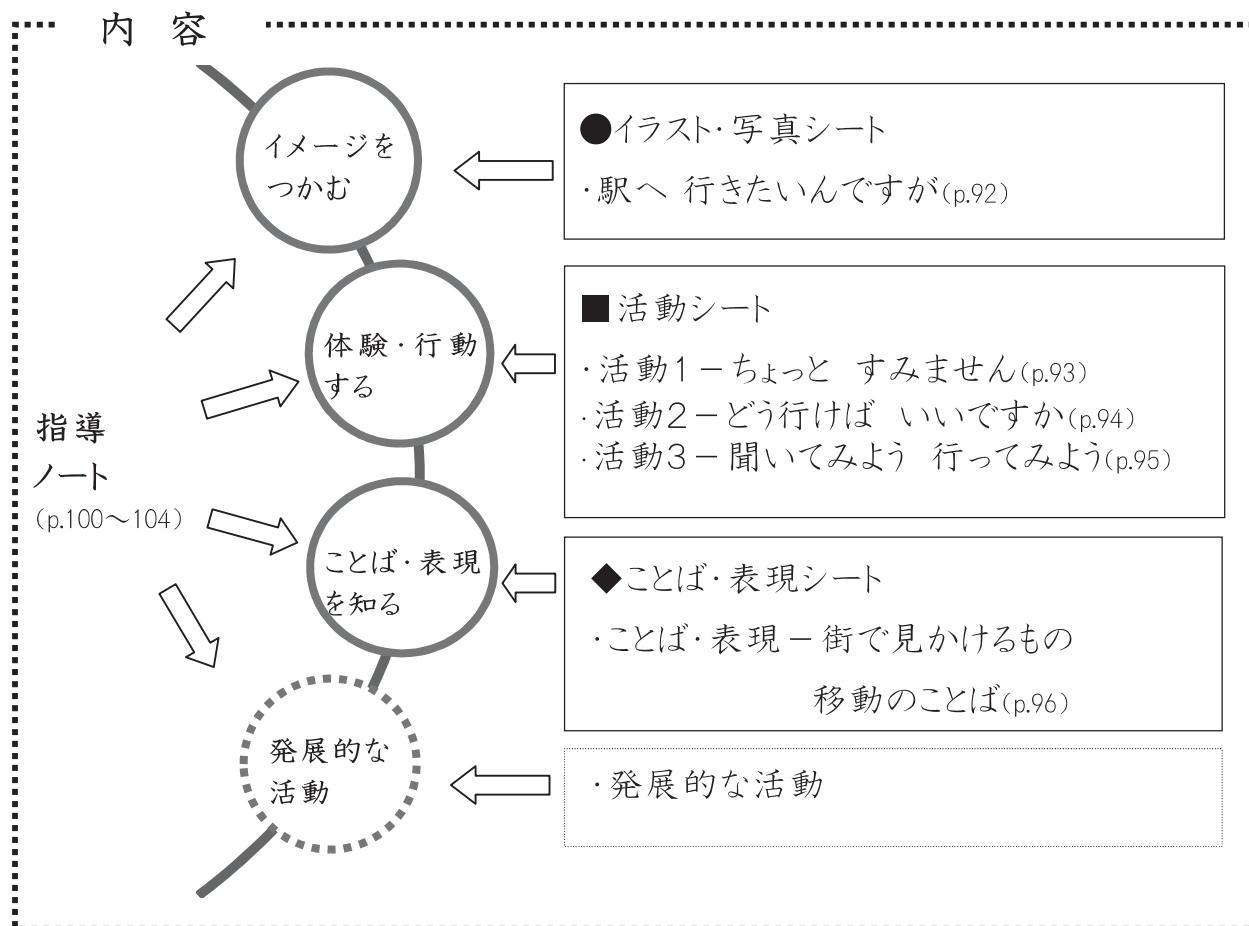 内 容
イメージを
つかむ
●イラスト・写真シート
・駅へ 行きたいんですが(p.92)
体験・行動
する
■活動シート
・活動1－ちょっと すみません(p.93)
・活動2－どう行けば いいですか(p.94)
・活動3－聞いてみよう 行ってみよう(p.95)
指導
ノート
(p.100～104)
ことば・表現
を知る
◆ことば・表現シート
・ことば・表現－街で見かけるもの
移動のことば(p.96)
発展的な
活動
・発展的な活動